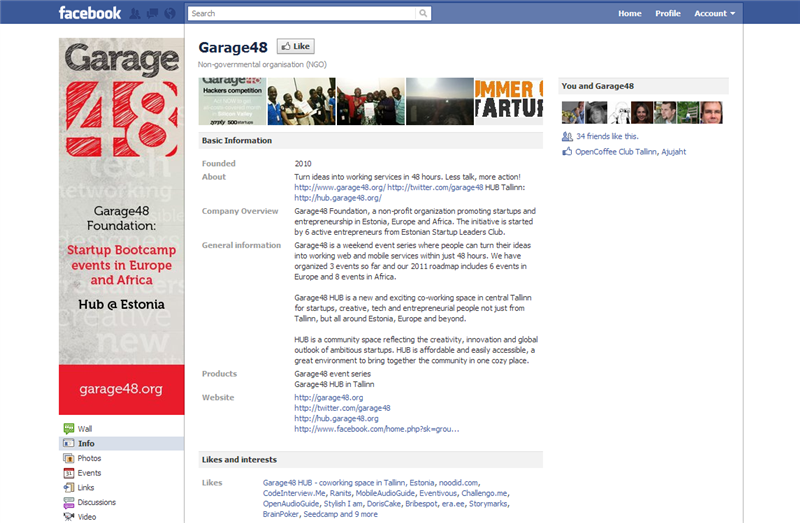 facebook
Search
Home Profile Account
Garage
48
Garage48
Foundation:
Startup Bootcamp
events in Europe
and Africa
Hub @ Estonia
tech
networking
designers
freelancers
creative
new
community
garage48.org
Wall
Info
Photos
Events
Links
Discussions
Video
Garage48
Like
Non-governmental organisation (NGO)
Garage48
Hackers competition
UMMER O
TARTUP
Basic Information
Founded 2010
About Turn ideas into working services in 48 hours. Less talk, more action!
http://www.garage48.org/ http://twitter.com/garage48 HUB Tallinn:
http://hub.garage48.org/
Company Overview Garage48 Foundation, a non-profit organization promoting startups and
entrepreneurship in Estonia, Europe and Africa. The initiative is started
by 6 active entrepreneurs from Estonian Startup Leaders Club.
General information Garage48 is a weekend event series where people can turn their ideas
into working web and mobile services within just 48 hours. We have
organized 3 events so far and our 2011 roadmap includes 6 events in
Europe and 8 events in Africa.
Garage48 HUB is a new and exciting co-working space in central Tallinn
for startups, creative, tech and entrepreneurial people not just from
Tallinn, but all around Estonia, Europe and beyond.
HUB is a community space reflecting the creativity, innovation and global
outlook of ambitious startups. HUB is affordable and easily accessible, a
great environment to bring together the community in one cozy place.
Products Garage48 event series
Garage48 HUB in Tallinn
Website http://garage48.org
http://twitter.com/garage48
http://hub.garage48.org
http://www.facebook.com/home.php?sk=grou...
Likes and interests
Likes Garage48 HUB - coworking space in Tallinn, Estonia, noodid.com,
CodeInterview.Me, Ranits, MobileAudioGuide, Eventivous, Challengo.me,
OpenAudioGuide, Stylish I am, DorisCake, Bribespot, era.ee, Storymarks,
BrainPoker, Seedcamp and 9 more
You and Garage48
34 friends like this.
OpenCoffee Club Tallinn, Ajujaht